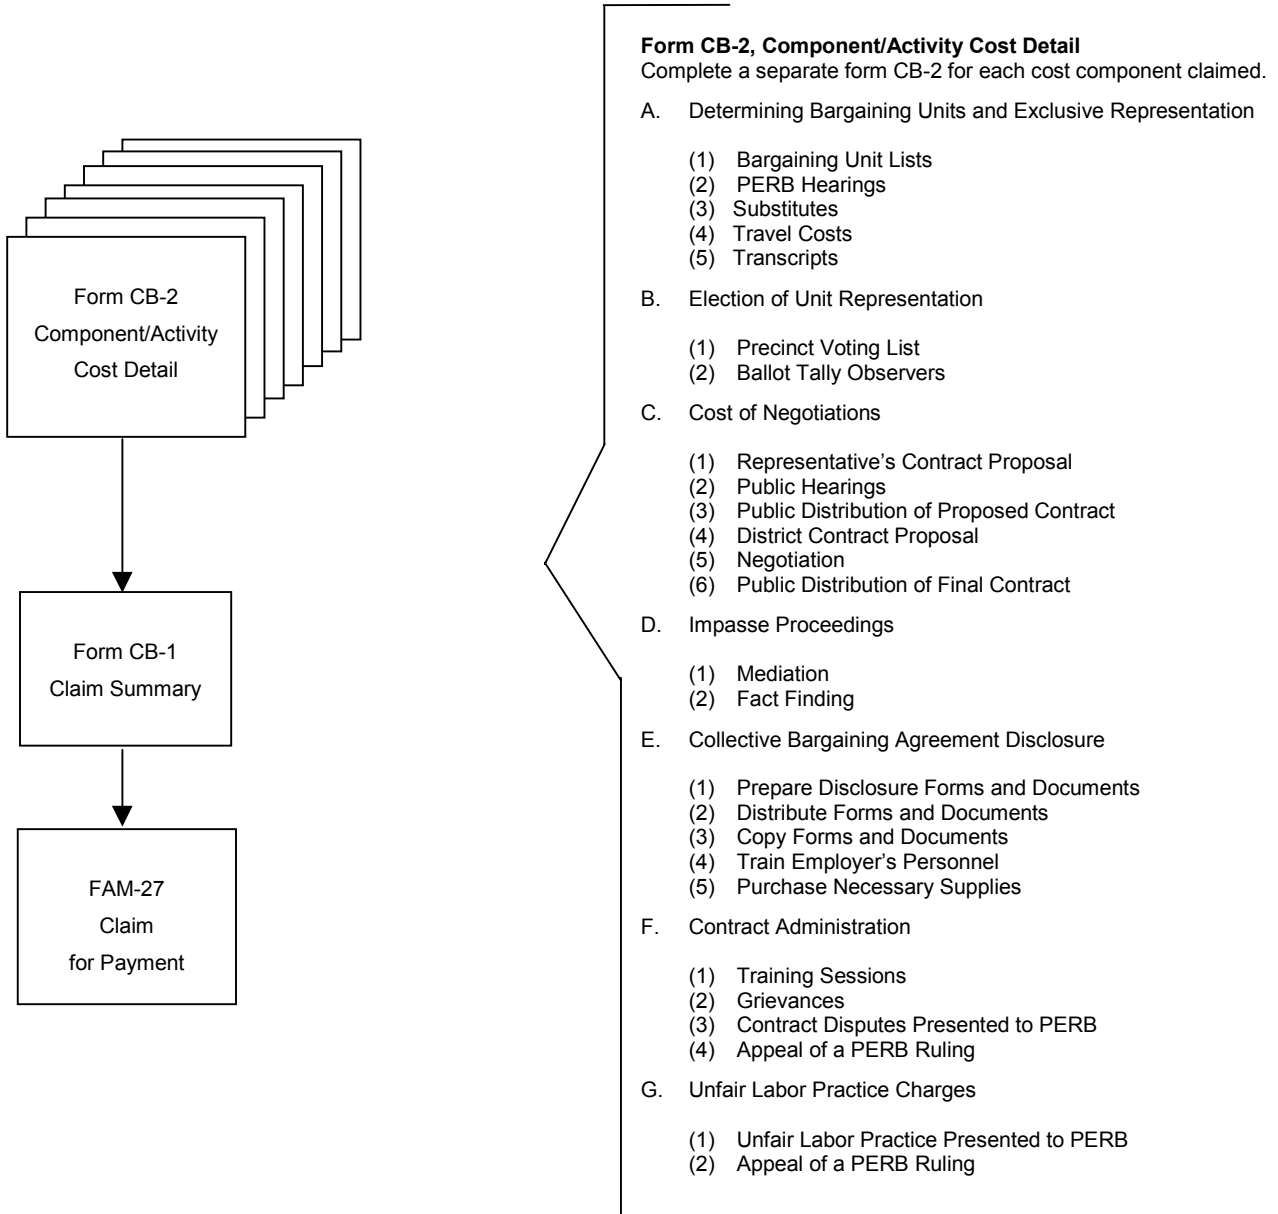 Form CB-2
Component/Activity
Cost Detail
Form CB-1
Claim Summary
FAM-27
Claim
for Payment
Form CB-2, Component/Activity Cost Detail
Complete a separate form CB-2 for each cost component claimed.
A. Determining Bargaining Units and Exclusive Representation
(1) Bargaining Unit Lists
(2) PERB Hearings
(3) Substitutes
(4) Travel Costs
(5) Transcripts
B. Election of Unit Representation
(1) Precinct Voting List
(2) Ballot Tally Observers
C. Cost of Negotiations
(1) Representative’s Contract Proposal
(2) Public Hearings
(3) Public Distribution of Proposed Contract
(4) District Contract Proposal
(5) Negotiation
(6) Public Distribution of Final Contract
D. Impasse Proceedings
(1) Mediation
(2) Fact Finding
E. Collective Bargaining Agreement Disclosure
(1) Prepare Disclosure Forms and Documents
(2) Distribute Forms and Documents
(3) Copy Forms and Documents
(4) Train Employer’s Personnel
(5) Purchase Necessary Supplies
F. Contract Administration
(1) Training Sessions
(2) Grievances
(3) Contract Disputes Presented to PERB
(4) Appeal of a PERB Ruling
G. Unfair Labor Practice Charges
(1) Unfair Labor Practice Presented to PERB
(2) Appeal of a PERB Ruling